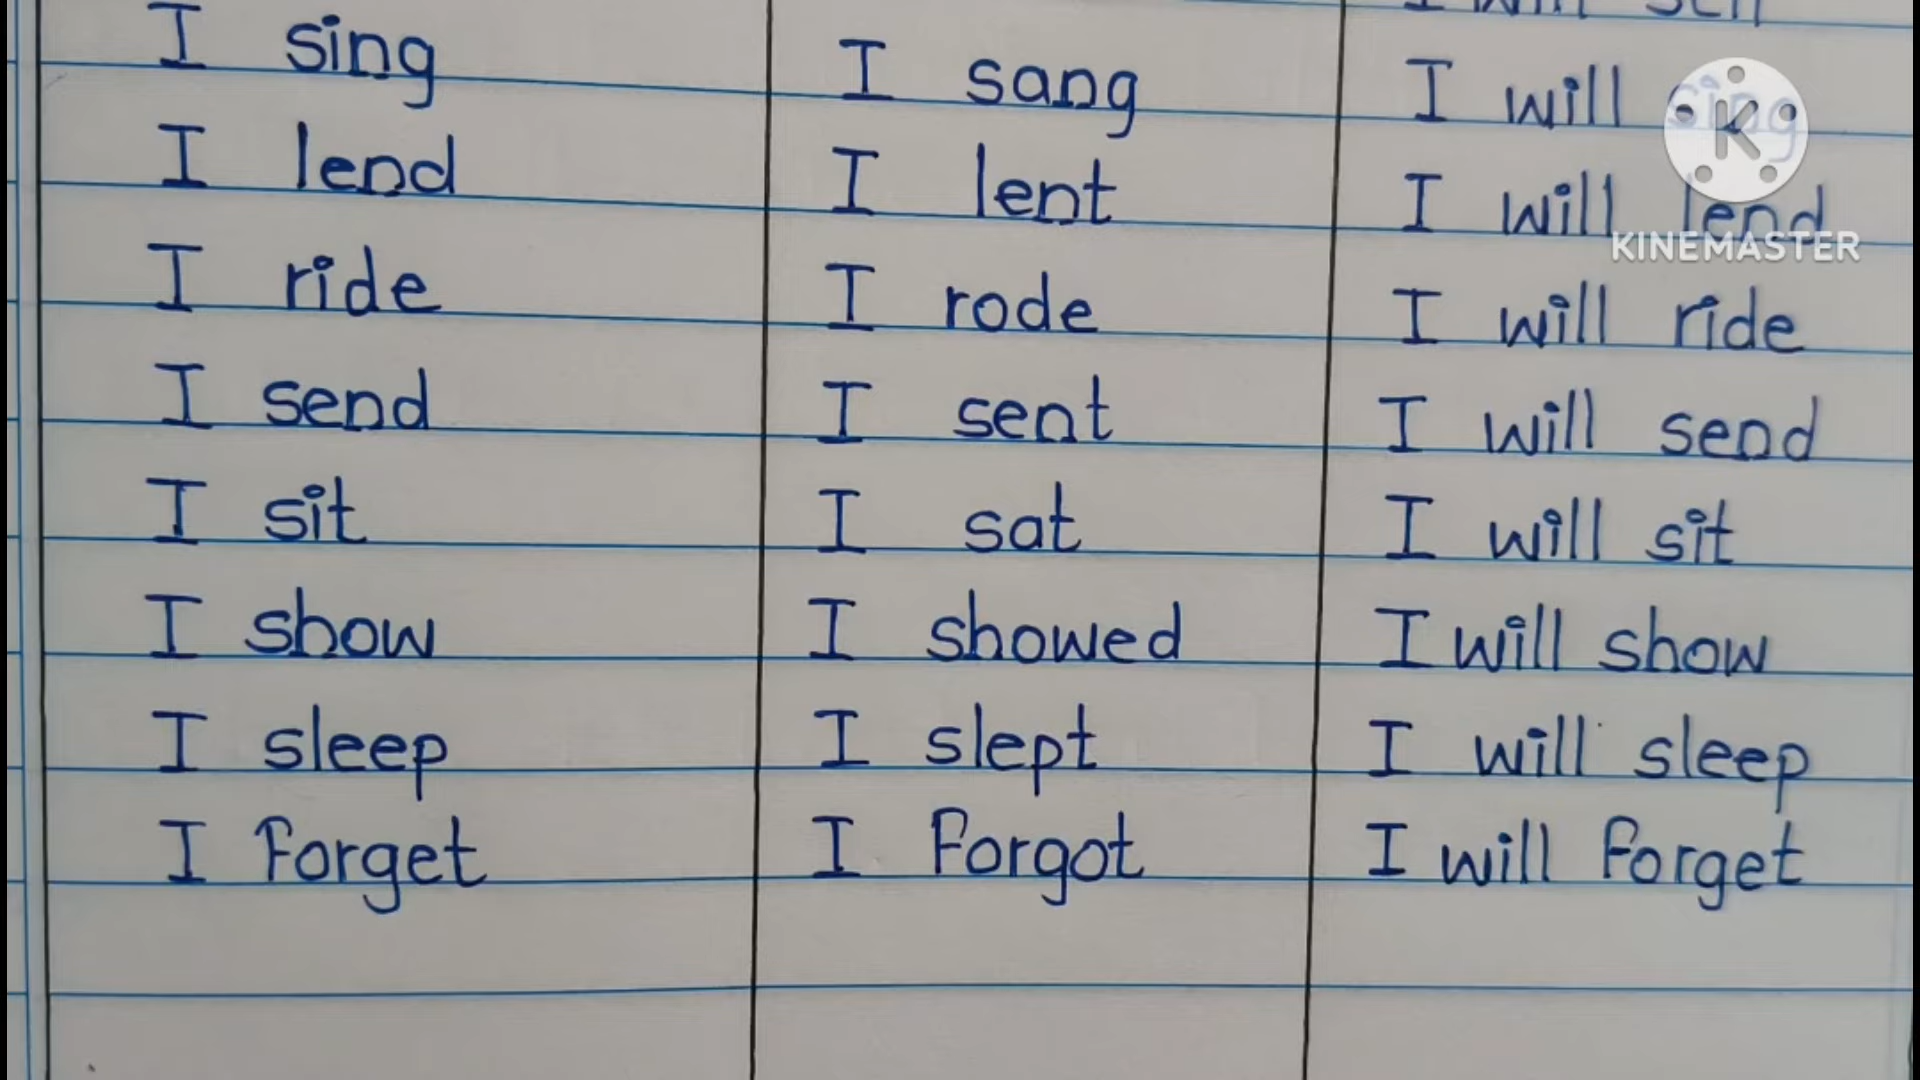 I sing I sang I will sing
I lend I lent I will lend
KINEMASTER
I ride I rode I will ride
I send I sent I will send
I sit I sat I will sit
I show I showed I will show
I sleep I slept I will sleep
I Forget I Forgot I will Forget